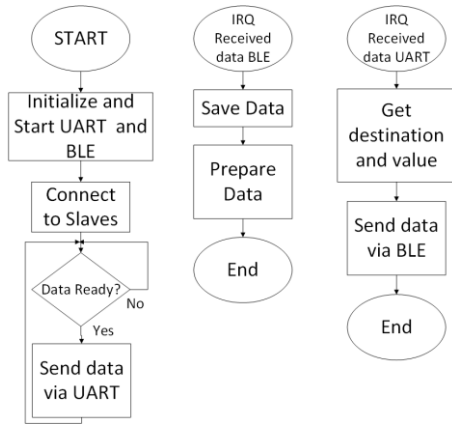 START
Initialize and
Start UART and
BLE
Connect
to Slaves
Data Ready?
No
Yes
Send data
via UART
IRQ
Received
data BLE
Save Data
Prepare
Data
End
IRQ
Received
data UART
Get
destination
and value
Send data
via BLE
End